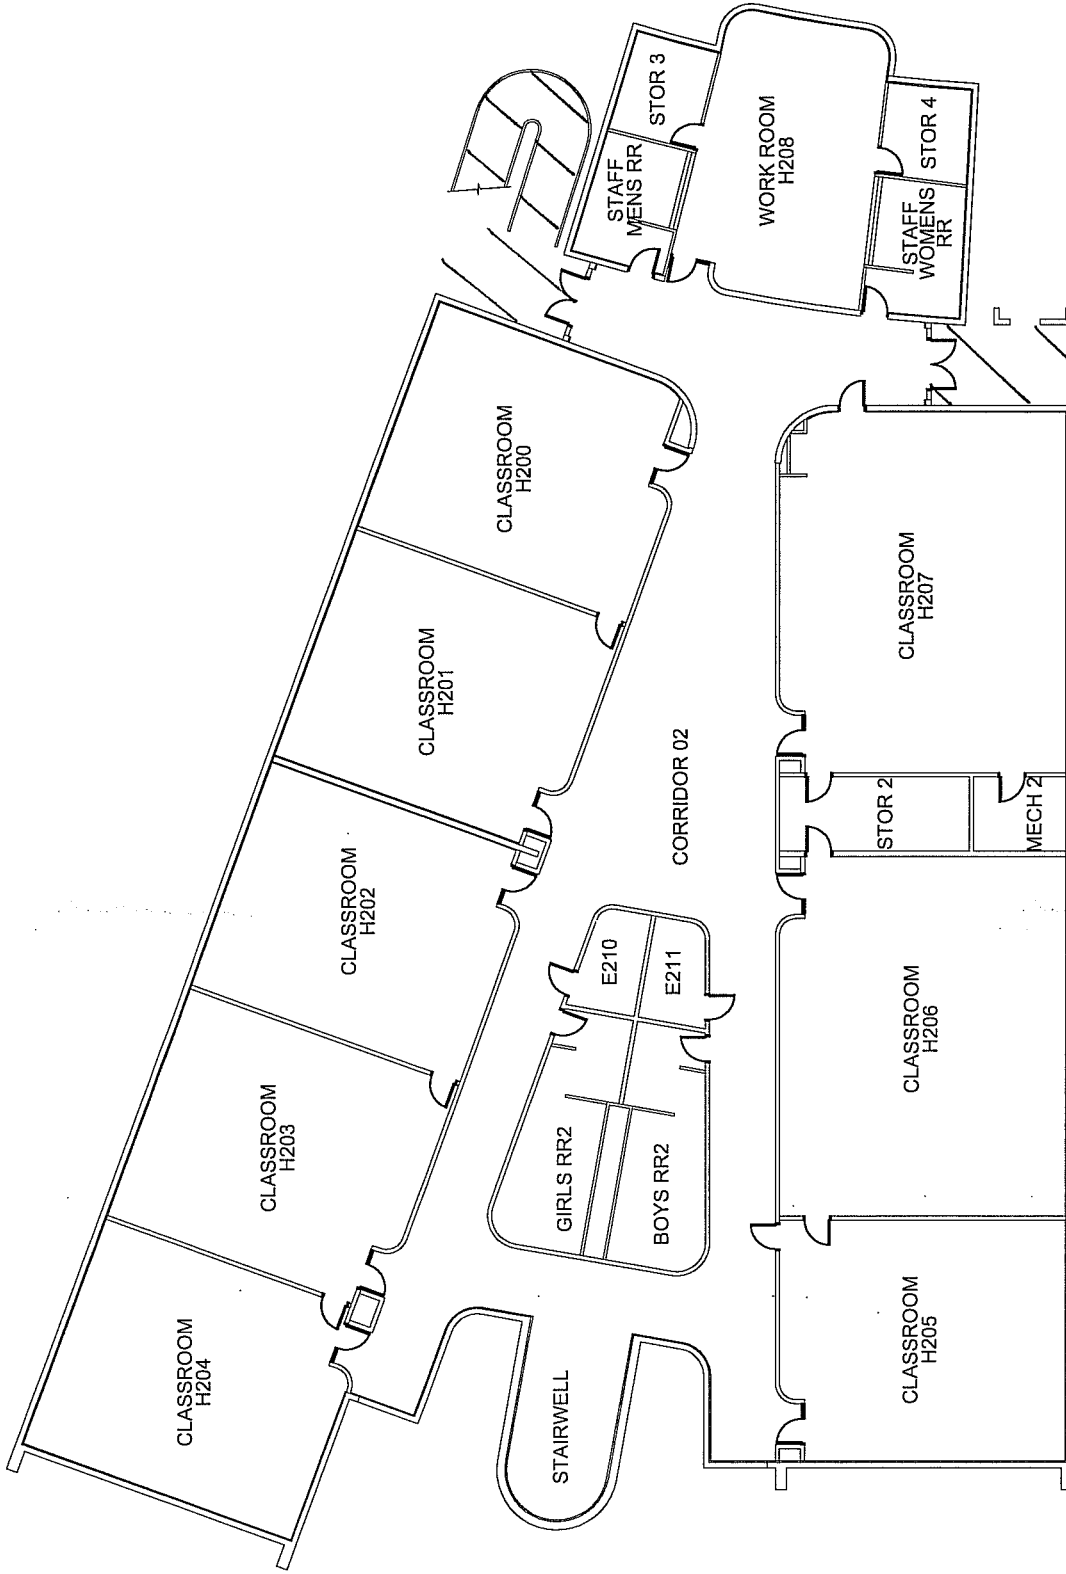 STOR 3
STAFF
MENS RR
WORK ROOM
H208
STOR 4
STAFF
WOMENS
RR
CLASSROOM
H200
CLASSROOM
H201
CLASSROOM
H207
CORRIDOR 02
STOR 2
MECH 2
CLASSROOM
H202
E210
E211
CLASSROOM
H206
CLASSROOM
H203
GIRLS RR2
BOYS RR2
CLASSROOM
H204
STAIRWELL
CLASSROOM
H205